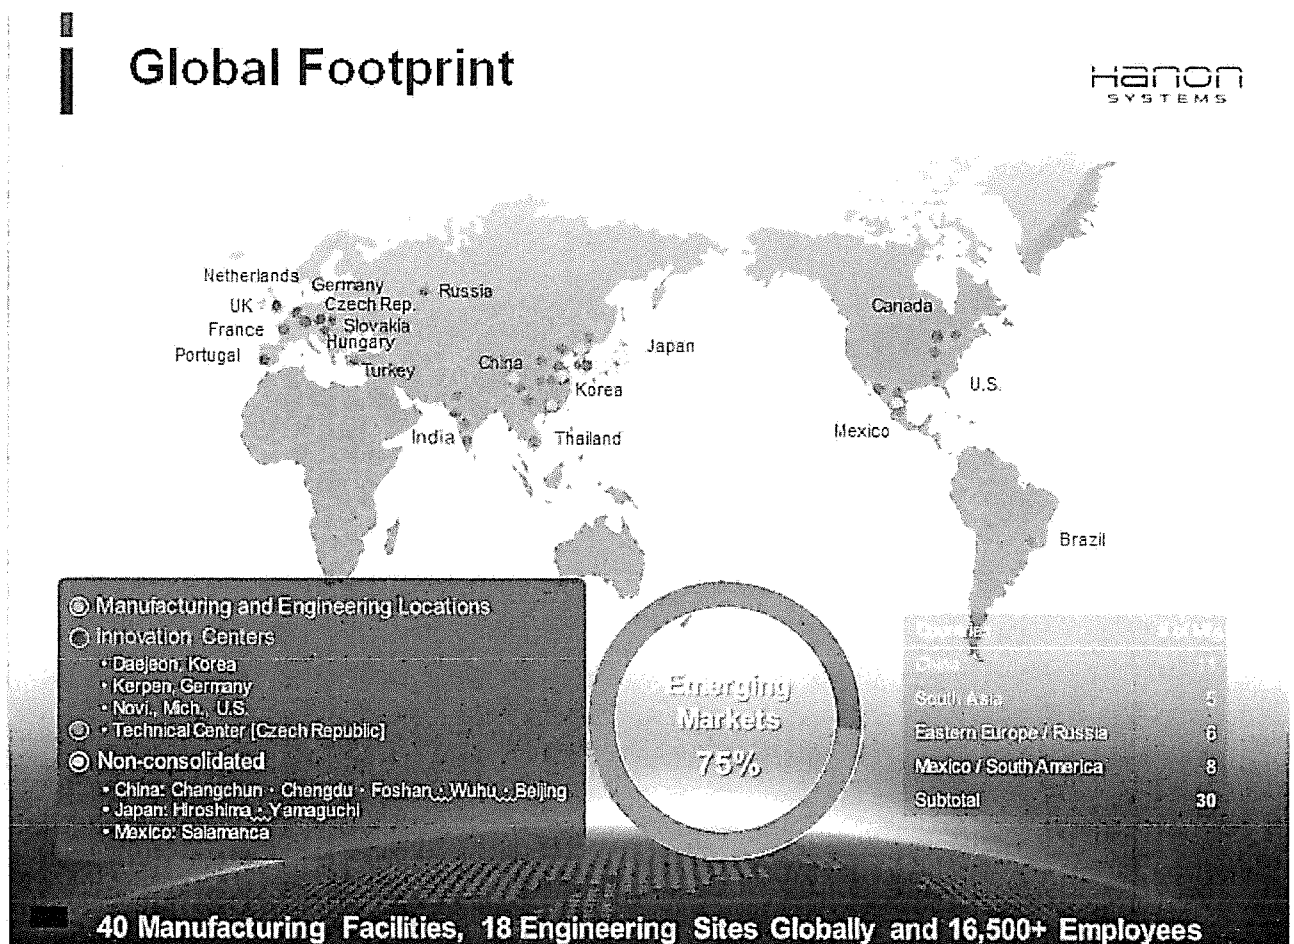 Global Footprint
Hanon
SYSTEMS
Netherlands
Germany
Russia
UK
Czech Rep.
Canada
France
Slovakia
Hungary
Japan
Portugal
China
Turkey
Korea
U.S.
Mexico
India
Thailand
Brazil
Manufacturing and Engineering Locations
Innovation Centers
• Daejeon, Korea
• Kerpen, Germany
• Novi., Mich., U.S.
• Technical Center [Czech Republic]
Non-consolidated
• China: Changchun · Chengdu · Foshan · Wuhu · Beijing
• Japan: Hiroshima · Yamaguchi
• Mexico: Salamanca
Emerging
Markets
75%
Countries
China 11
South Asia 5
Eastern Europe / Russia 6
Mexico / South America 8
Subtotal 30
40 Manufacturing Facilities, 18 Engineering Sites Globally and 16,500+ Employees